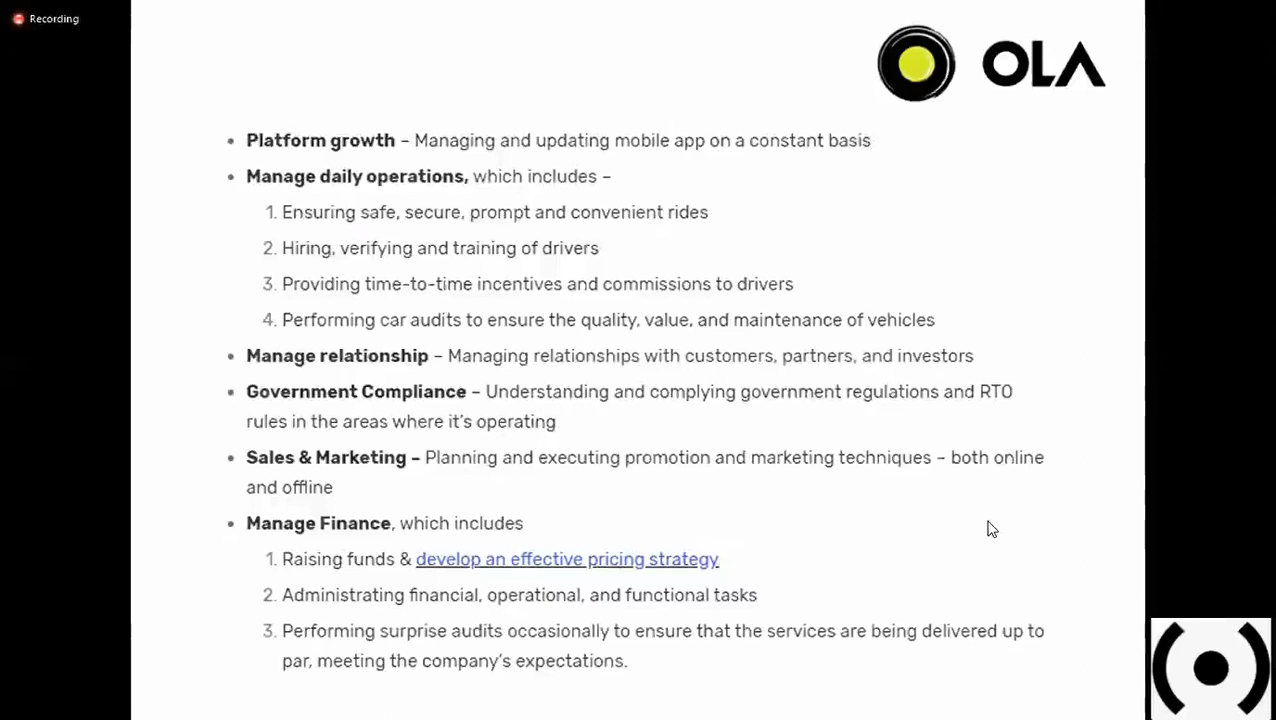 Recording
OLA
• Platform growth – Managing and updating mobile app on a constant basis
• Manage daily operations, which includes –
1. Ensuring safe, secure, prompt and convenient rides
2. Hiring, verifying and training of drivers
3. Providing time-to-time incentives and commissions to drivers
4. Performing car audits to ensure the quality, value, and maintenance of vehicles
• Manage relationship – Managing relationships with customers, partners, and investors
• Government Compliance – Understanding and complying government regulations and RTO
rules in the areas where it's operating
• Sales & Marketing – Planning and executing promotion and marketing techniques – both online
and offline
• Manage Finance, which includes
1. Raising funds & develop an effective pricing strategy
2. Administrating financial, operational, and functional tasks
3. Performing surprise audits occasionally to ensure that the services are being delivered up to
par, meeting the company's expectations.